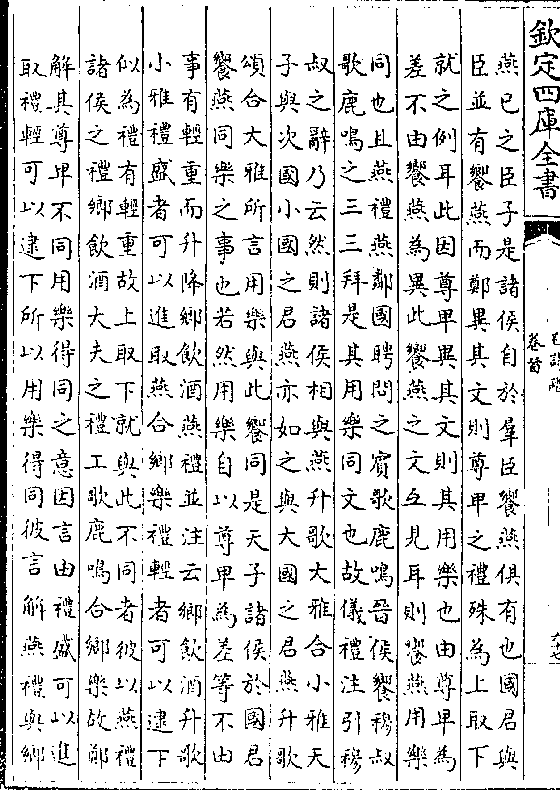 欽定四庫全書
卷首
燕已之臣子是諸侯自於羣臣饗燕俱有也國君與
臣並有饗燕而鄭異其文則尊卑之禮殊為上取下
就之例耳此因尊卑異其文則其用樂也由尊卑為
差不由饗燕為異此饗燕之文互見耳則饗燕用樂
同也且燕禮燕鄰國聘問之賓歌鹿鳴晉侯饗穆叔
歌鹿鳴之三三拜是其用樂同文也故儀禮注引穆
叔之辭乃云然則諸侯相與燕升歌大雅合小雅天
子與次國小國之君燕亦如之與大國之君燕升歌
頌合大雅所言用樂與此饗同是天子諸侯於國君
饗燕同樂之事也若然用樂自以尊卑為差等不由
事有輕重而升降鄉飲酒燕禮並注云鄉飲酒升歌
小雅禮盛者可以進取燕合鄉樂禮輕者可以逮下
似為禮有輕重故上取下就與此不同者彼以燕禮
諸侯之禮鄉飲酒大夫之禮工歌鹿鳴合鄉樂故鄭
解其尊卑不同用樂得同之意因言由禮盛可以進
取禮輕可以逮下所以用樂得同彼言解燕禮與鄉